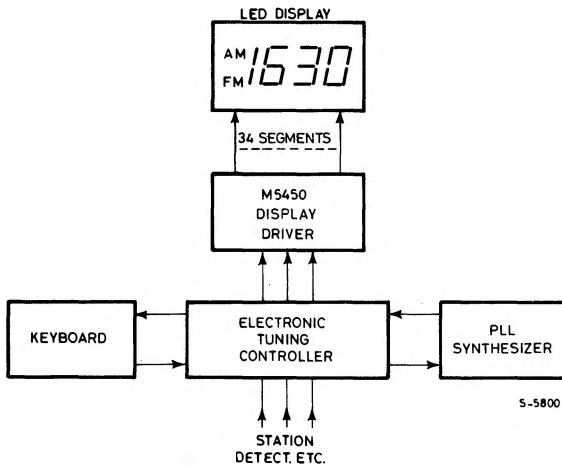 LED DISPLAY
AM
FM
1630
34 SEGMENTS
M5450
DISPLAY
DRIVER
KEYBOARD
ELECTRONIC
TUNING
CONTROLLER
PLL
SYNTHESIZER
S-5800
STATION
DETECT. ETC.